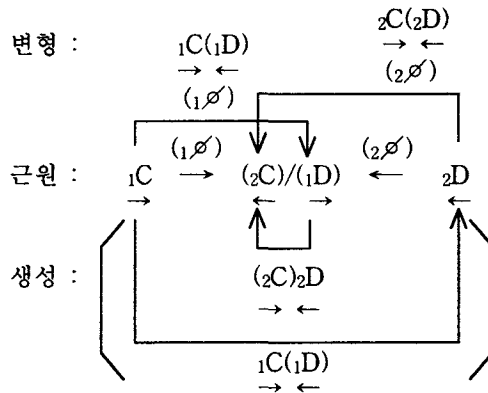 변형 : ₁C(₁D) ₂C(₂D)
→ ← → ←
(₁∅) (₂∅)
(₁∅) (₂∅)
근원 : ₁C → (₂C)/(₁D) ← ₂D
→ ← → ←
생성 : (₂C)₂D
→ ←
₁C(₁D)
→ ←